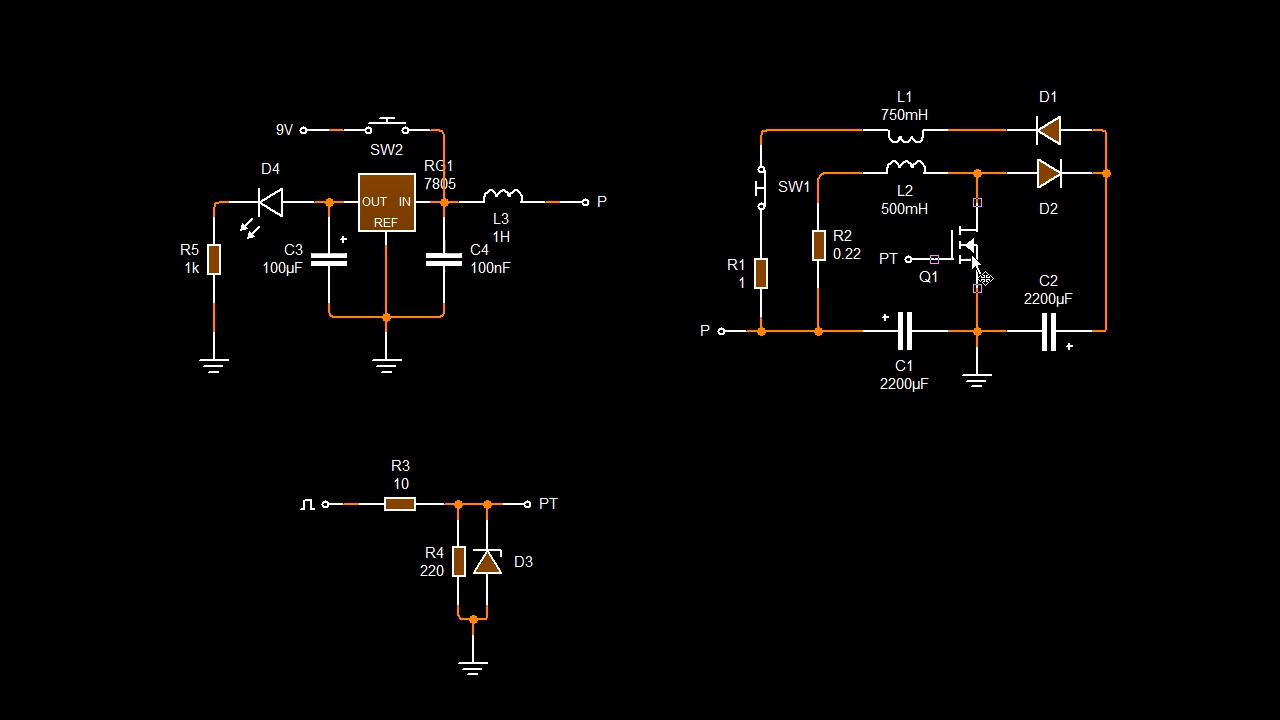 9V
SW2
D4
RG1
7805
OUT IN
REF
P
L3
1H
R5
1k
C3
100µF
C4
100nF
L1
750mH
D1
SW1
L2
500mH
D2
R2
0.22
PT
Q1
R1
1
C2
2200µF
P
C1
2200µF
R3
10
PT
R4
220
D3